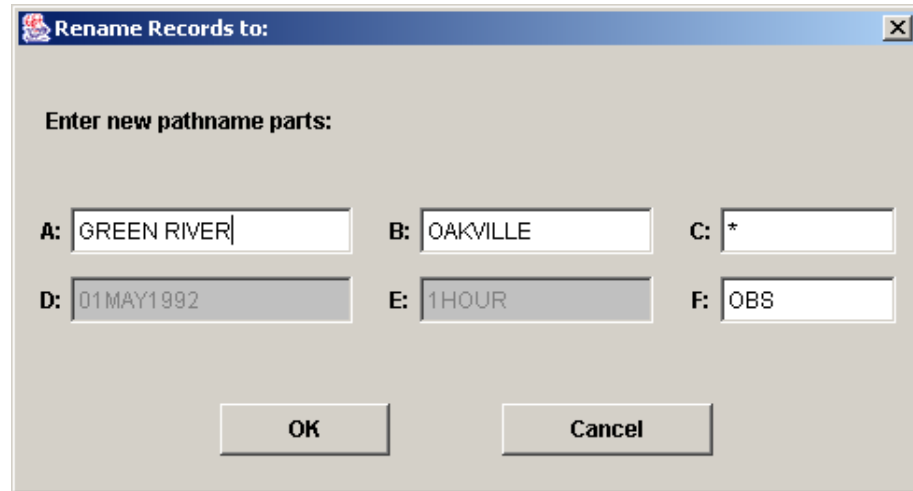 Rename Records to:
Enter new pathname parts:
A: GREEN RIVER B: OAKVILLE C: *
D: 01MAY1992 E: 1HOUR F: OBS
OK Cancel